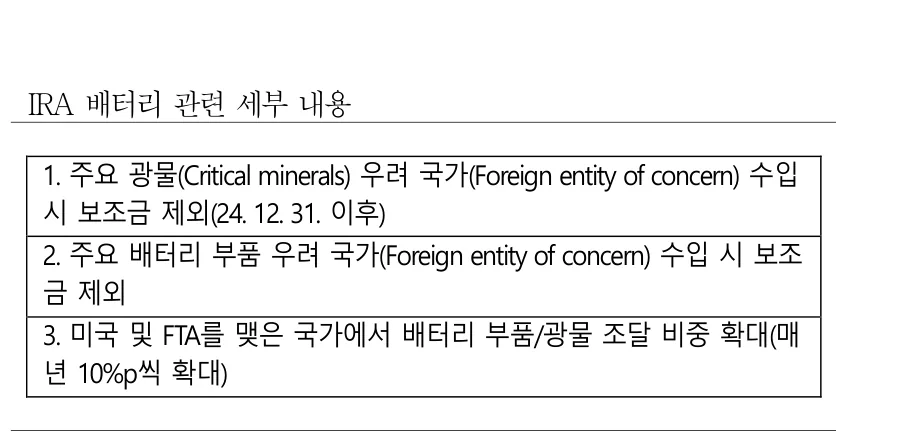 IRA 배터리 관련 세부 내용
1. 주요 광물(Critical minerals) 우려 국가(Foreign entity of concern) 수입
시 보조금 제외(24. 12. 31. 이후)
2. 주요 배터리 부품 우려 국가(Foreign entity of concern) 수입 시 보조
금 제외
3. 미국 및 FTA를 맺은 국가에서 배터리 부품/광물 조달 비중 확대(매
년 10%p씩 확대)